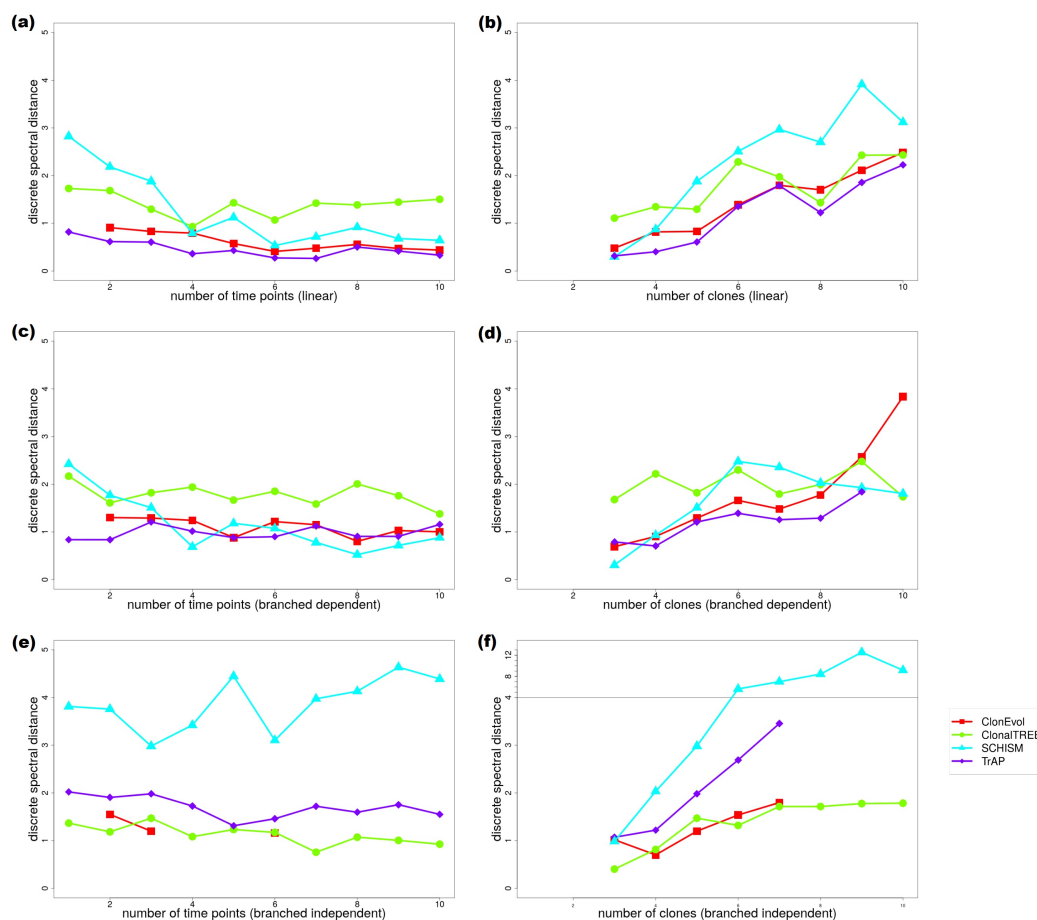 (a)
discrete spectral distance
5
4
3
2
1
0
2 4 6 8 10
number of time points (linear)
(b)
discrete spectral distance
5
4
3
2
1
0
2 4 6 8 10
number of clones (linear)
(c)
discrete spectral distance
5
4
3
2
1
0
2 4 6 8 10
number of time points (branched dependent)
(d)
discrete spectral distance
5
4
3
2
1
0
2 4 6 8 10
number of clones (branched dependent)
(e)
discrete spectral distance
5
4
3
2
1
0
2 4 6 8 10
number of time points (branched independent)
(f)
discrete spectral distance
12
8
4
3
2
1
0
2 4 6 8 10
number of clones (branched independent)
ClonEvol
ClonalTREE
SCHISM
TrAP